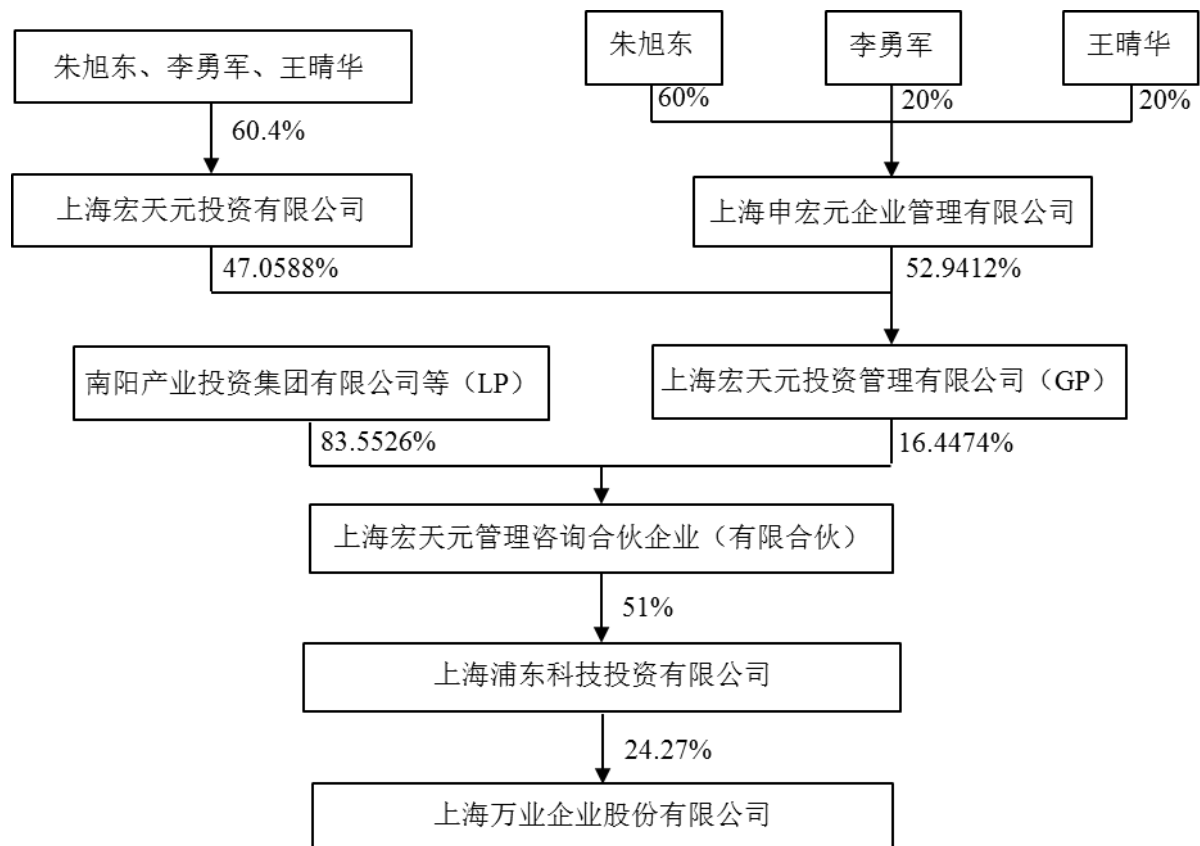 朱旭东
李勇军
王晴华
朱旭东、李勇军、王晴华
60%
20%
20%
60.4%
上海宏天元投资有限公司
上海申宏元企业管理有限公司
47.0588%
52.9412%
南阳产业投资集团有限公司等（LP）
上海宏天元投资管理有限公司（GP）
83.5526%
16.4474%
上海宏天元管理咨询合伙企业（有限合伙）
51%
上海浦东科技投资有限公司
24.27%
上海万业企业股份有限公司